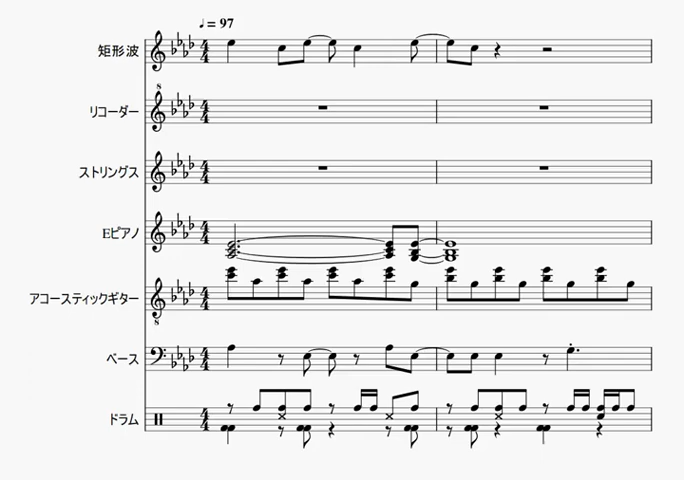 ♩= 97
矩形波
リコーダー
ストリングス
Eピアノ
アコースティックギター
ベース
ドラム